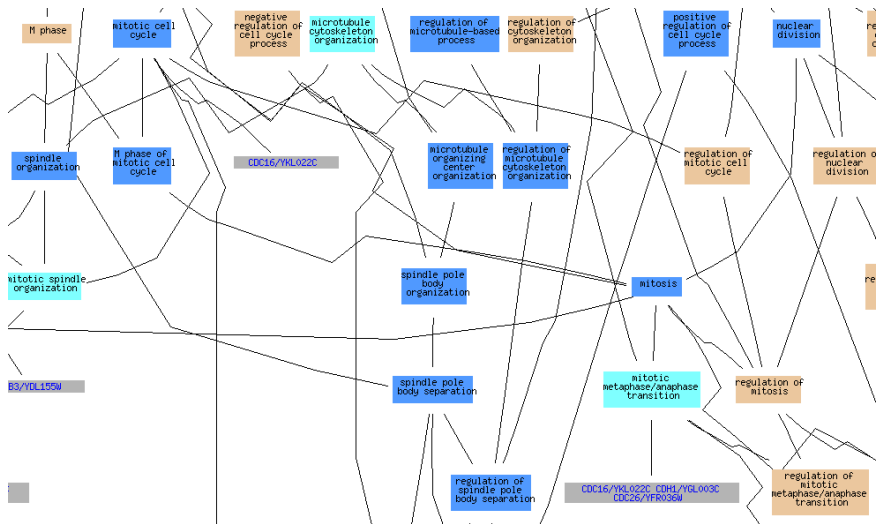 M phase
mitotic cell
cycle
negative
regulation of
cell cycle
process
microtubule
cytoskeleton
organization
regulation of
microtubule-based
process
regulation of
cytoskeleton
organization
positive
regulation of
cell cycle
process
nuclear
division
spindle
organization
M phase of
mitotic cell
cycle
CDC16/YKL022C
microtubule
organizing
center
organization
regulation of
microtubule
cytoskeleton
organization
regulation of
mitotic cell
cycle
regulation of
nuclear
division
mitotic spindle
organization
spindle pole
body
organization
mitosis
re
B3/YDL155W
spindle pole
body separation
mitotic
metaphase/anaphase
transition
regulation of
mitosis
regulation of
spindle pole
body separation
CDC16/YKL022C CDH1/YGL003C
CDC26/YFR036W
regulation of
mitotic
metaphase/anaphase
transition